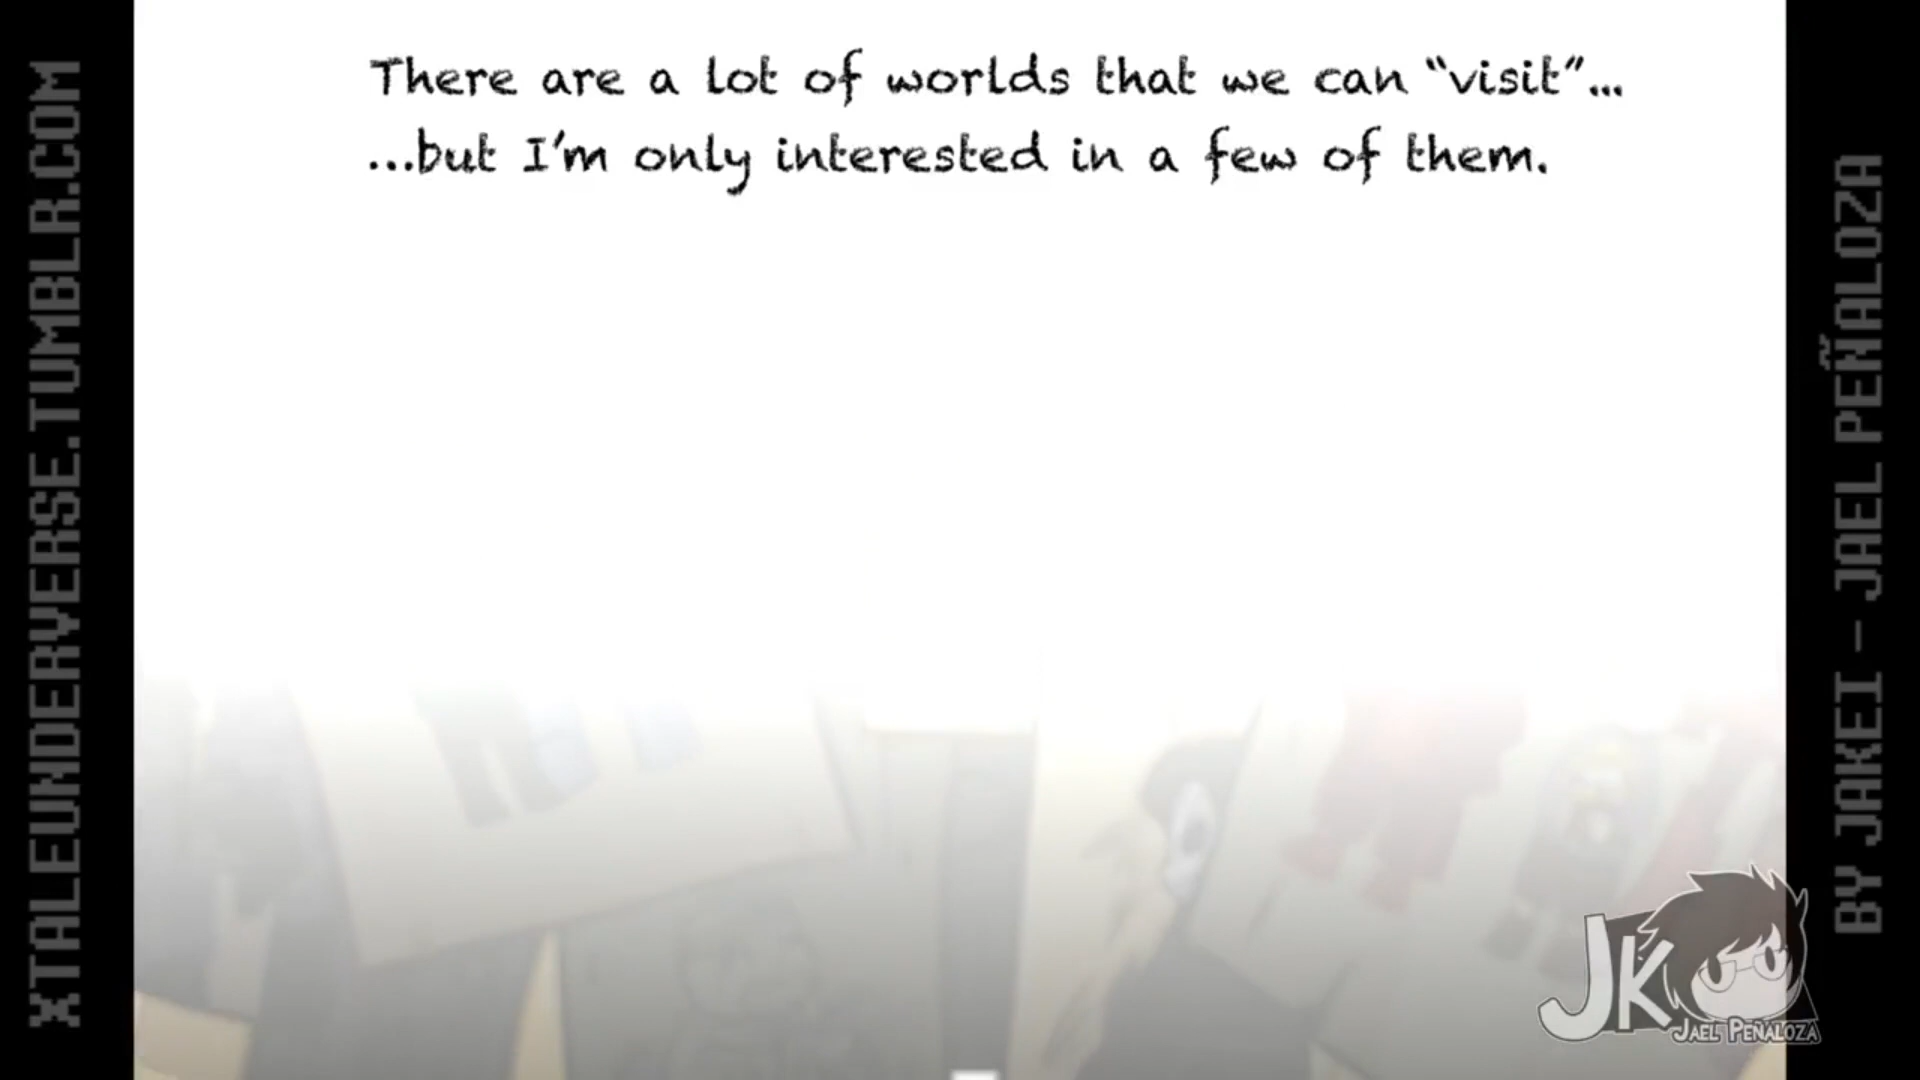 There are a lot of worlds that we can “visit”...
...but I’m only interested in a few of them.
XTALEUNDERVERSE.TUMBLR.COM
BY JAKEI - JAEL PEÑALOZA
JK
JAEL PEÑALOZA